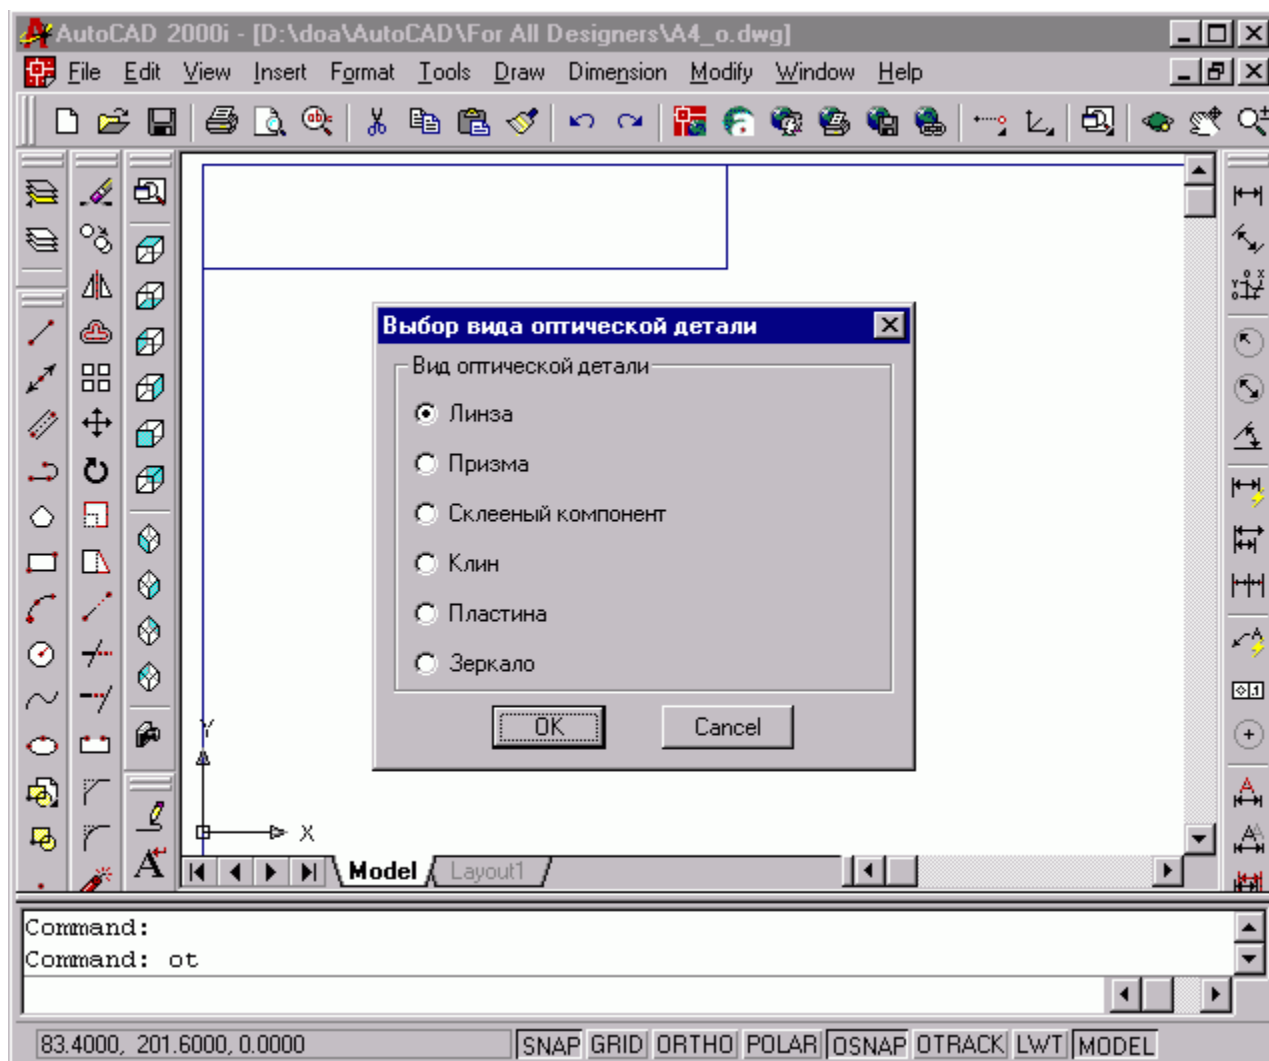 AutoCAD 2000i - [D:\doa\AutoCAD\For All Designers\A4_o.dwg]
File Edit View Insert Format Tools Draw Dimension Modify Window Help
Выбор вида оптической детали
Вид оптической детали
Линза
Призма
Склееный компонент
Клин
Пластина
Зеркало
OK Cancel
Y
X
Model Layout1
Command:
Command: ot
83.4000, 201.6000, 0.0000 SNAP GRID ORTHO POLAR OSNAP OTRACK LWT MODEL